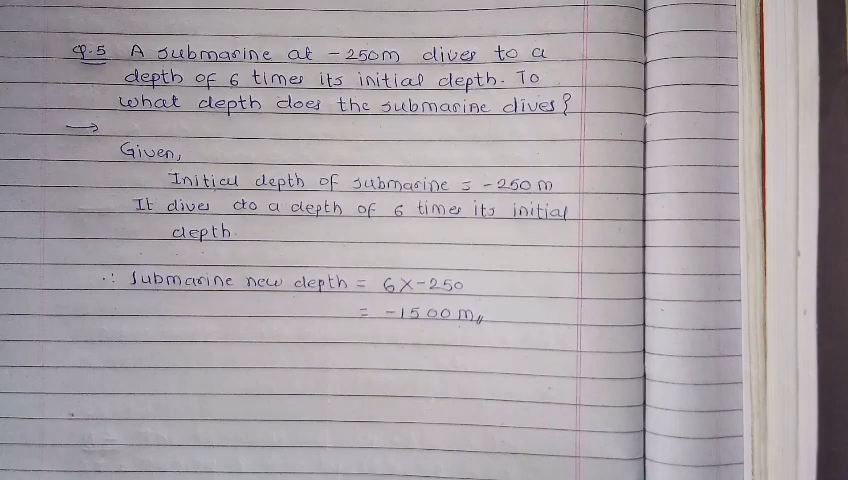 Q.5 A submarine at -250m dives to a
depth of 6 times its initial depth. To
what depth does the submarine dives?
→
Given,
Initial depth of submarine = -250 m
It dives to a depth of 6 times its initial
depth.
∴ Submarine new depth = 6×-250
= -1500 m,,